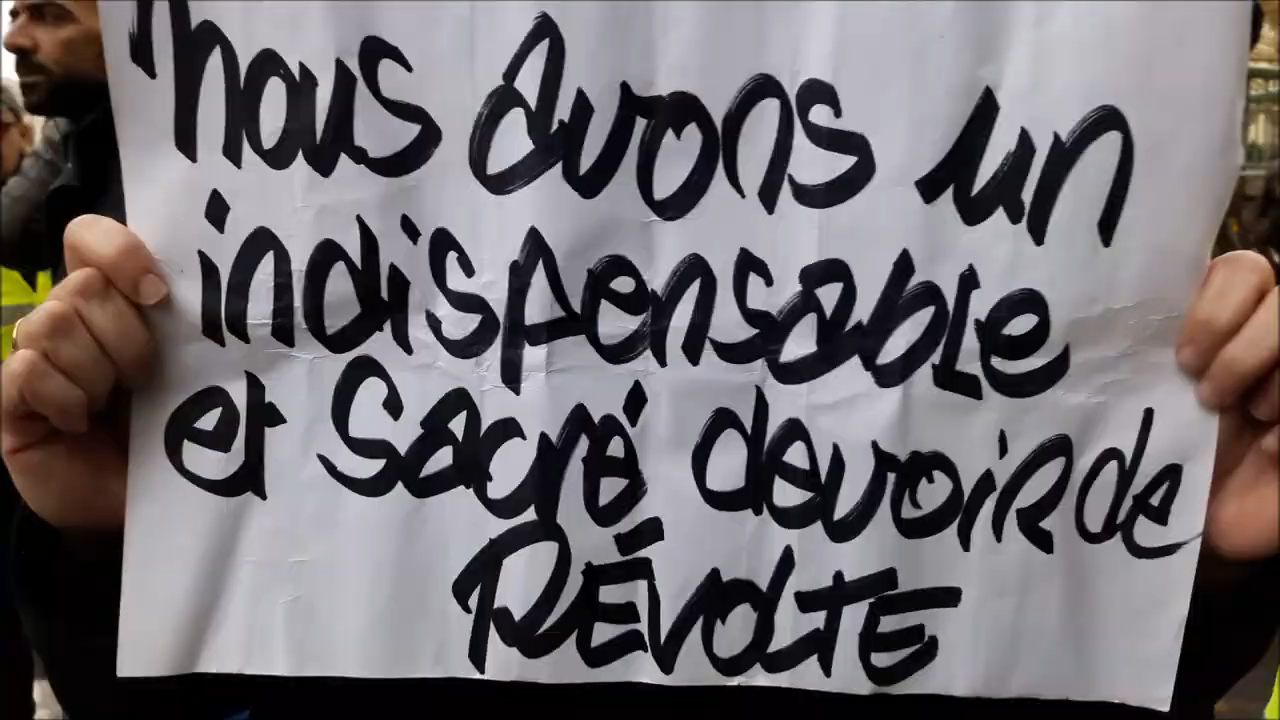 nous avons un
indispensable
et sacré devoir de
RÉVOLTE